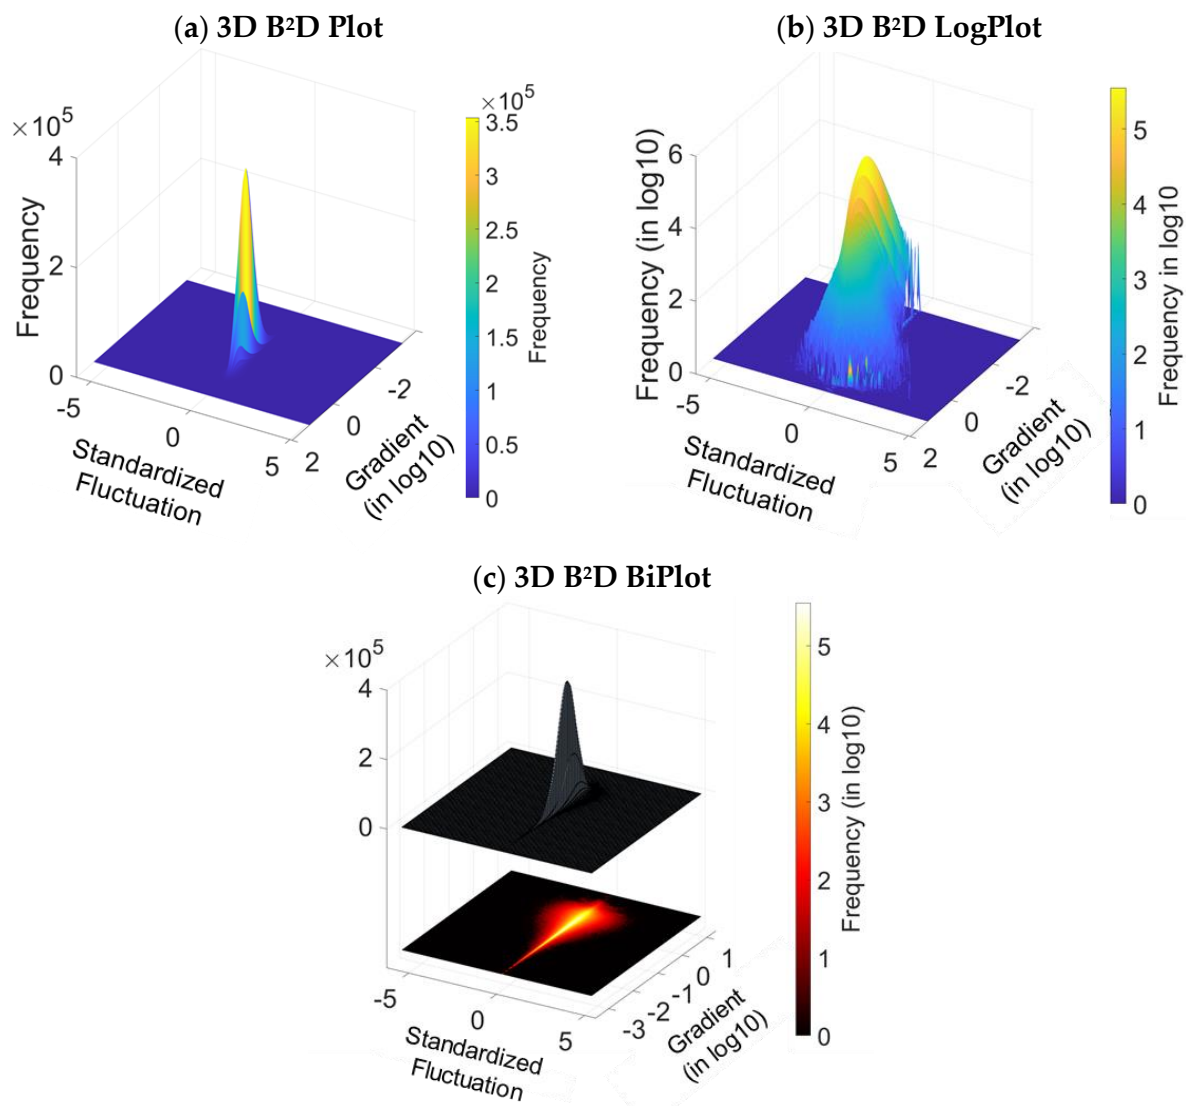 (a) 3D B²D Plot
×10⁵
4
2
0
Frequency
-5
0
5
Standardized
Fluctuation
2
0
-2
Gradient
(in log10)
×10⁵
3.5
3
2.5
2
1.5
1
0.5
0
Frequency
(b) 3D B²D LogPlot
6
4
2
0
Frequency (in log10)
-5
0
5
Standardized
Fluctuation
2
0
-2
Gradient
(in log10)
5
4
3
2
1
0
Frequency in log10
(c) 3D B²D BiPlot
×10⁵
4
2
0
-5
0
5
Standardized
Fluctuation
-3
-2
-1
0
1
Gradient
(in log10)
5
4
3
2
1
0
Frequency (in log10)